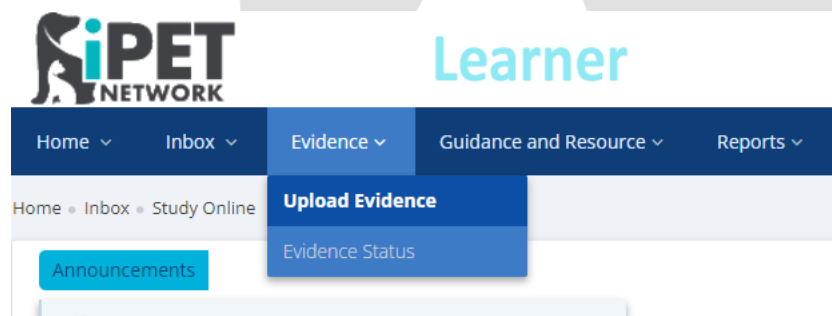 iPET
NETWORK
Learner
Home Inbox Evidence Guidance and Resource Reports
Home • Inbox • Study Online
Upload Evidence
Evidence Status
Announcements